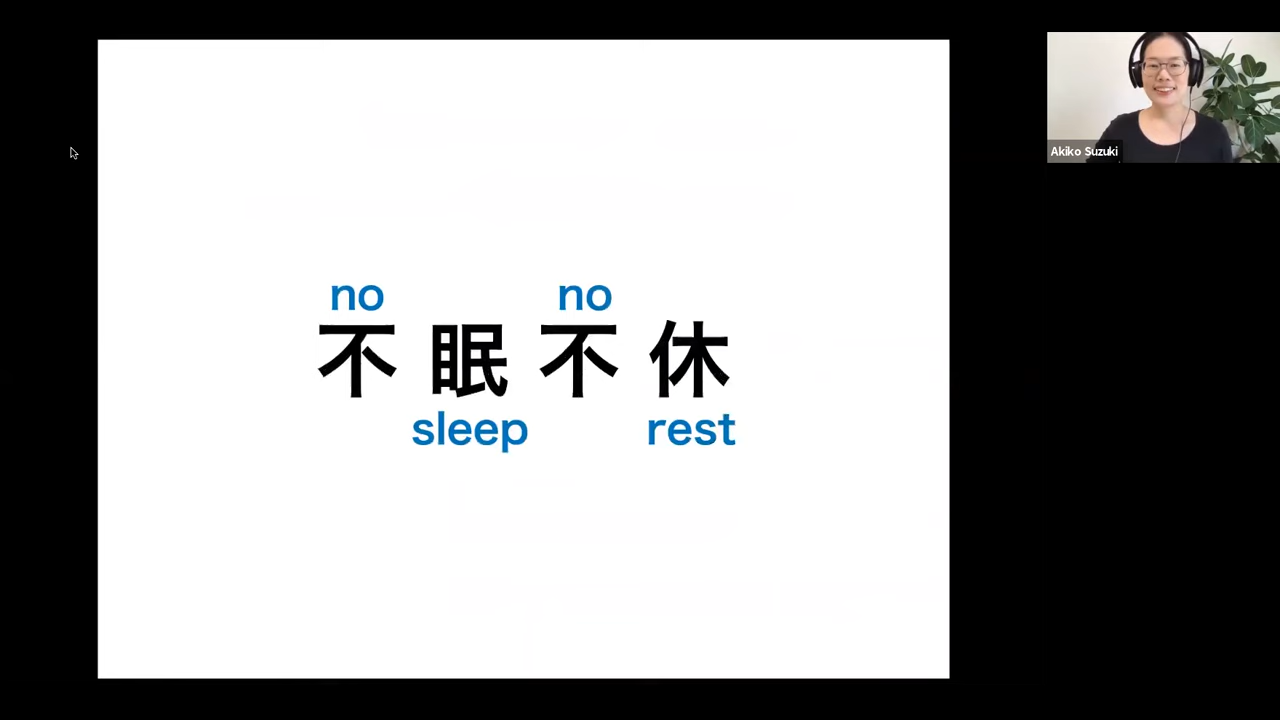 no no
不眠不休
sleep rest
Akiko Suzuki